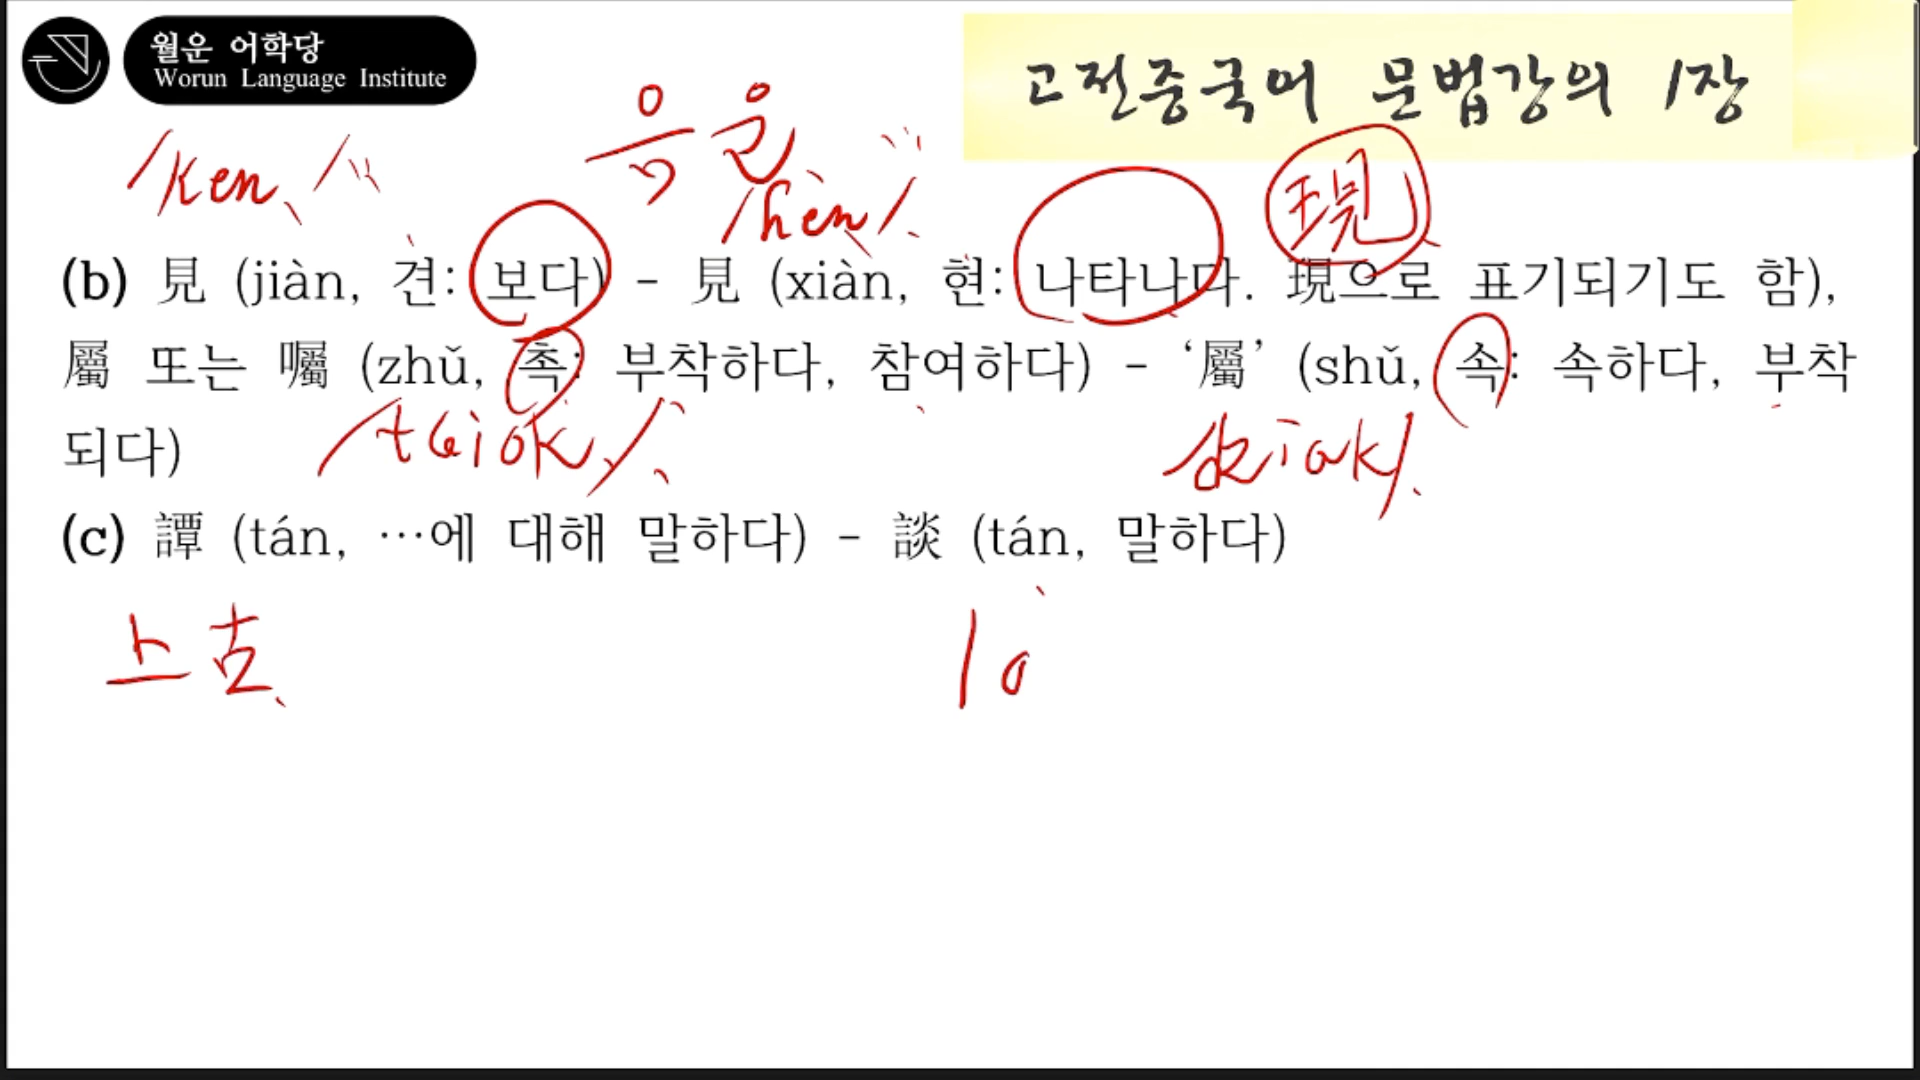 월운 어학당
Worun Language Institute
고전중국어 문법강의 1장
/ken/
음운
/hen/
現
(b) 見 (jiàn, 견: 보다) – 見 (xiàn, 현: 나타나다. 現으로 표기되기도 함),
屬 또는 囑 (zhǔ, 촉: 부착하다, 참여하다) – ‘屬’ (shǔ, 속: 속하다, 부착
되다)
(c) 譚 (tán, …에 대해 말하다) – 談 (tán, 말하다)
上古